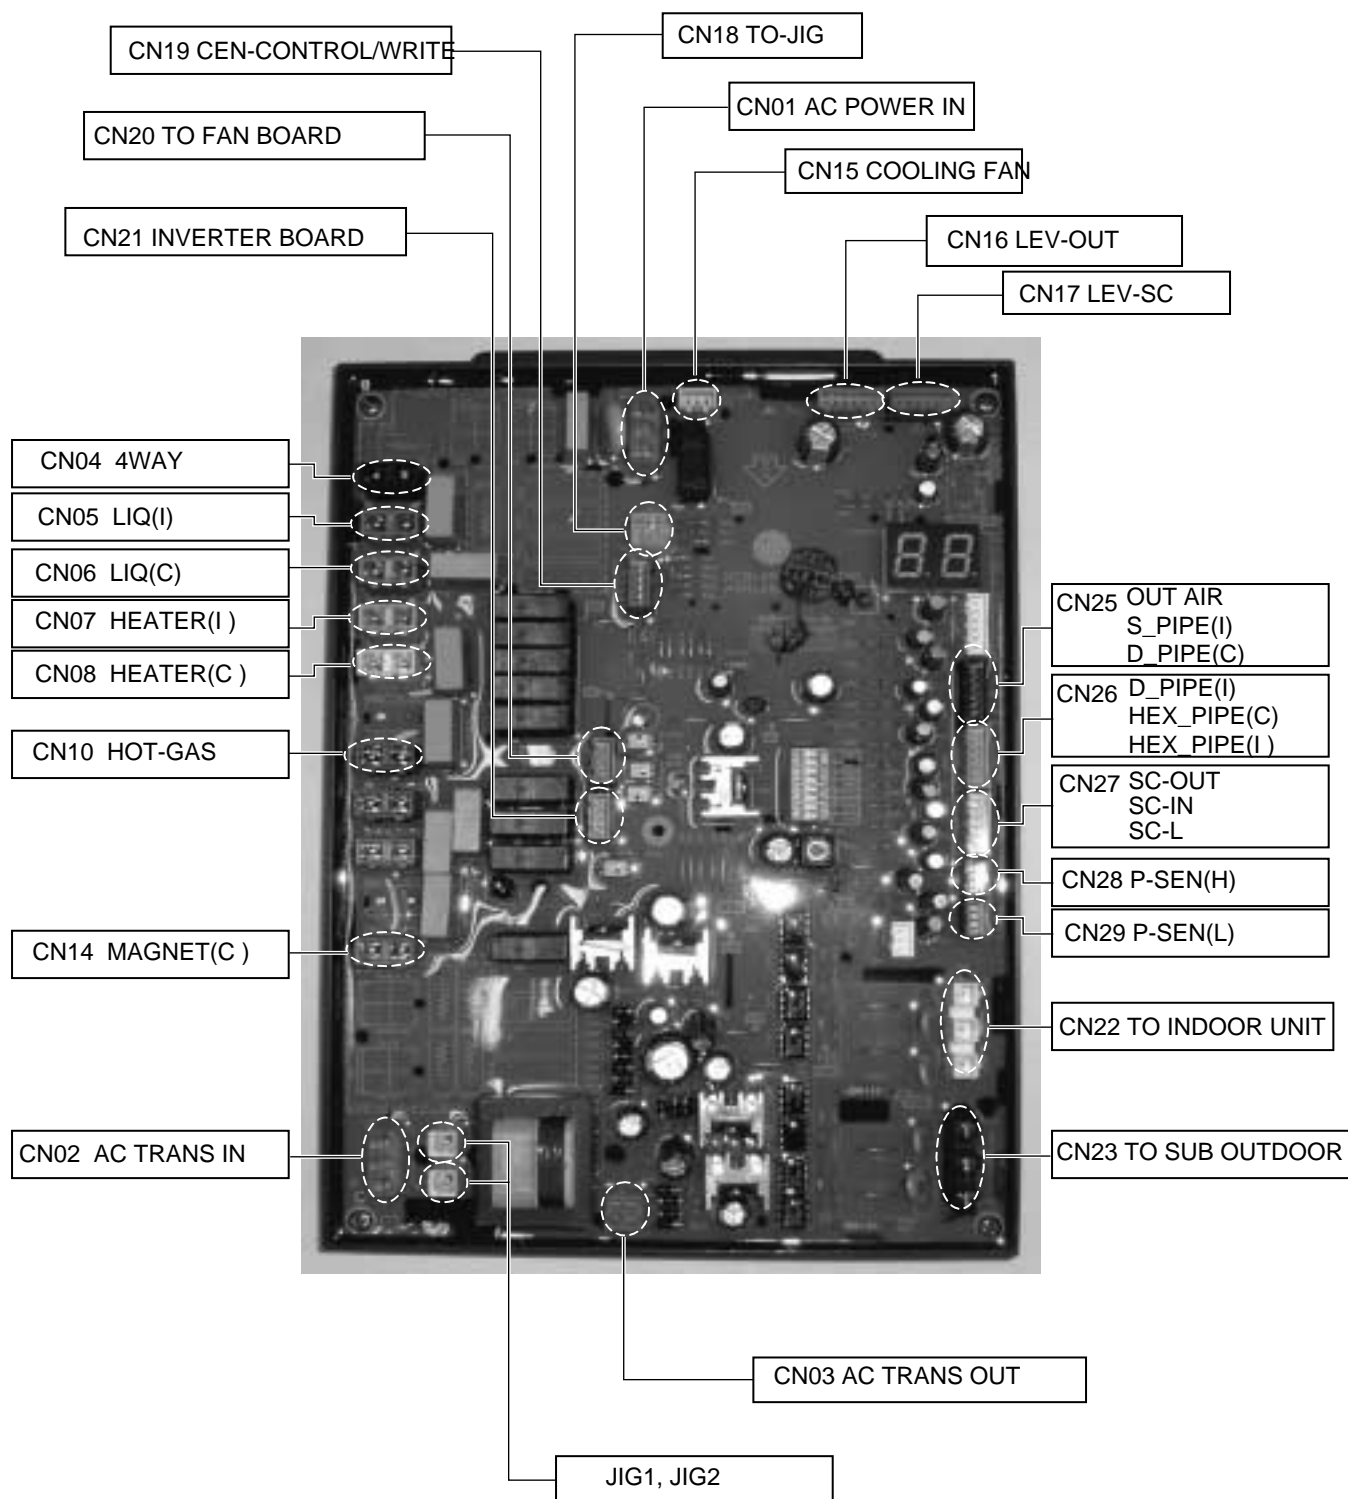 CN18 TO-JIG
CN19 CEN-CONTROL/WRITE
CN01 AC POWER IN
CN20 TO FAN BOARD
CN15 COOLING FAN
CN21 INVERTER BOARD
CN16 LEV-OUT
CN17 LEV-SC
CN04 4WAY
CN05 LIQ(I)
CN06 LIQ(C)
CN07 HEATER(I )
CN08 HEATER(C )
CN10 HOT-GAS
CN14 MAGNET(C )
CN02 AC TRANS IN
88
CN25 OUT AIR
S_PIPE(I)
D_PIPE(C)
CN26 D_PIPE(I)
HEX_PIPE(C)
HEX_PIPE(I )
CN27 SC-OUT
SC-IN
SC-L
CN28 P-SEN(H)
CN29 P-SEN(L)
CN22 TO INDOOR UNIT
CN23 TO SUB OUTDOOR
CN03 AC TRANS OUT
JIG1, JIG2